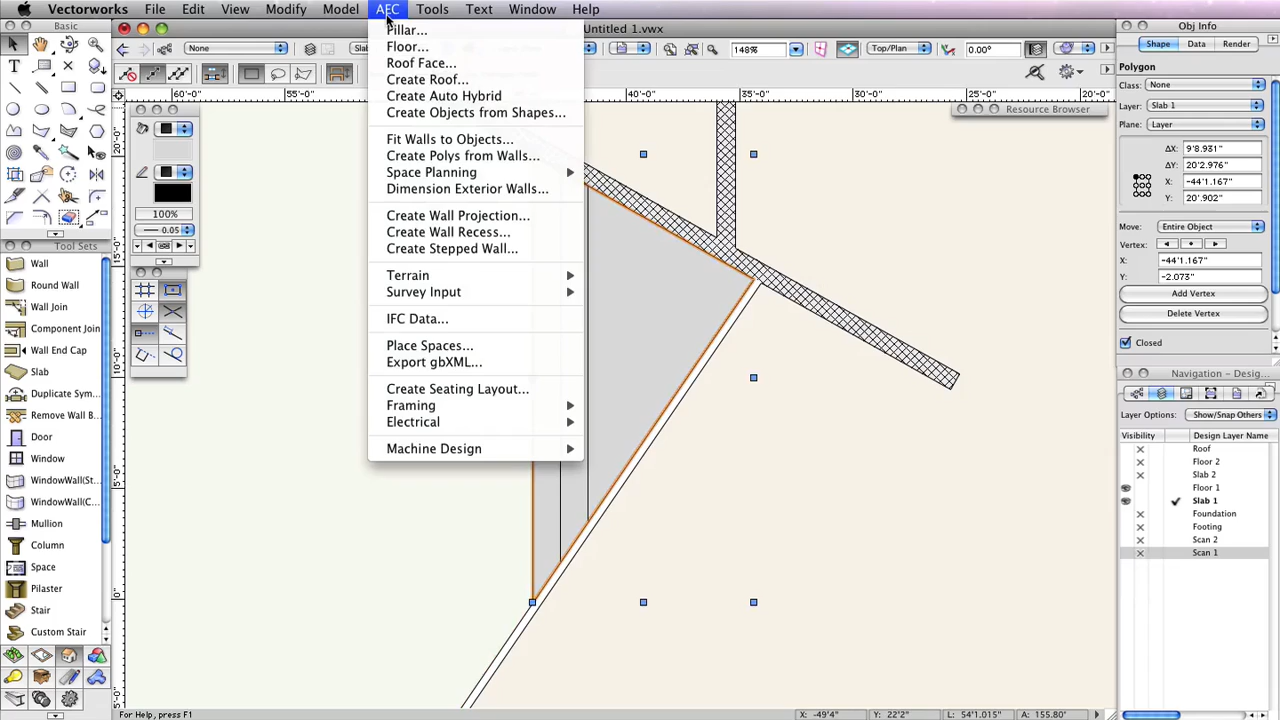 Vectorworks File Edit View Modify Model AEC Tools Text Window Help
Basic
Untitled 1.vwx
Obj Info
None
148%
Top/Plan
0.00°
Shape Data Render
Polygon
Class: None
Layer: Slab 1
Plane: Layer
ΔX: 9'8.931"
ΔY: 20'2.976"
X: -44'1.167"
Y: 20'.902"
Move: Entire Object
Vertex:
X: -44'1.167"
Y: -2.073"
Add Vertex
Delete Vertex
Closed
Pillar...
Floor...
Roof Face...
Create Roof...
Create Auto Hybrid
Create Objects from Shapes...
Fit Walls to Objects...
Create Polys from Walls...
Space Planning
Dimension Exterior Walls...
Create Wall Projection...
Create Wall Recess...
Create Stepped Wall...
Terrain
Survey Input
IFC Data...
Place Spaces...
Export gbXML...
Create Seating Layout...
Framing
Electrical
Machine Design
60'-0" 55'-0" 40'-0" 35'-0" 20'-0"
Resource Browser
100%
0.05
Tool Sets
Wall
Round Wall
Wall Join
Component Join
Wall End Cap
Slab
Duplicate Sym...
Remove Wall B...
Door
Window
WindowWall(St...
WindowWall(C...
Mullion
Column
Space
Pilaster
Stair
Custom Stair
Navigation - Desig...
Layer Options: Show/Snap Others
Visibility Design Layer Name
Roof
Floor 2
Slab 2
Floor 1
Slab 1
Foundation
Footing
Scan 2
Scan 1
For Help, press F1
X: -49'4" Y: 22'2" L: 54'1.015" A: 155.80°